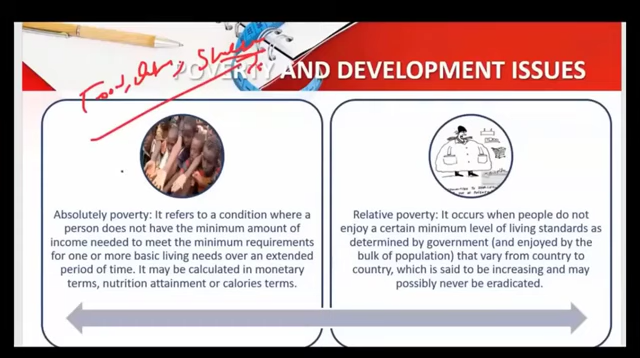 Food,
POVERTY AND DEVELOPMENT ISSUES
Absolutely poverty: It refers to a condition where a
person does not have the minimum amount of
income needed to meet the minimum requirements
for one or more basic living needs over an extended
period of time. It may be calculated in monetary
terms, nutrition attainment or calories terms.
Relative poverty: It occurs when people do not
enjoy a certain minimum level of living standards as
determined by government (and enjoyed by the
bulk of population) that vary from country to
country, which is said to be increasing and may
possibly never be eradicated.